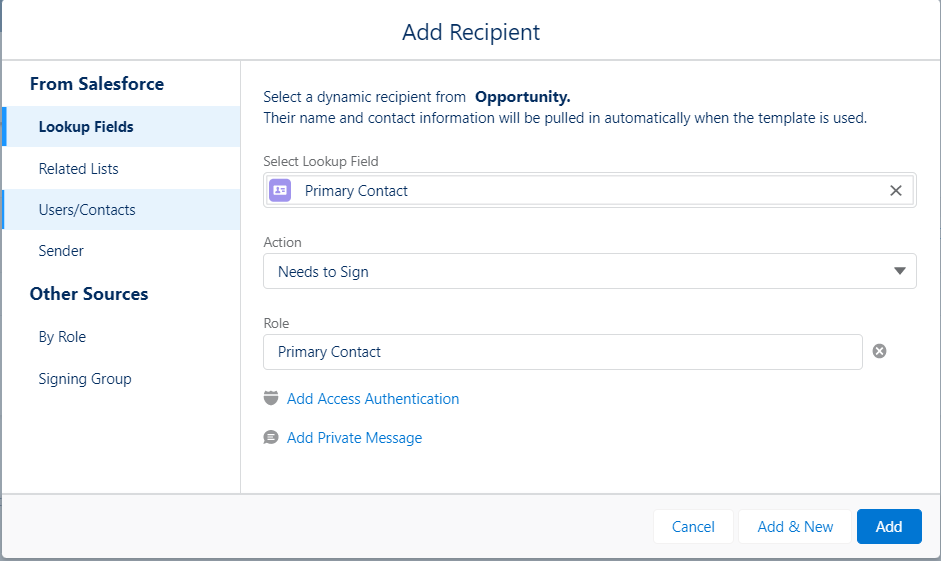 Add Recipient
From Salesforce
Lookup Fields
Related Lists
Users/Contacts
Sender
Other Sources
By Role
Signing Group
Select a dynamic recipient from Opportunity.
Their name and contact information will be pulled in automatically when the template is used.
Select Lookup Field
Primary Contact
Action
Needs to Sign
Role
Primary Contact
Add Access Authentication
Add Private Message
Cancel
Add & New
Add